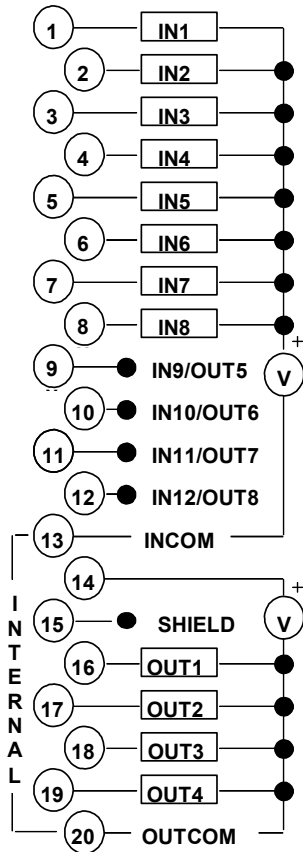 1 IN1
2 IN2
3 IN3
4 IN4
5 IN5
6 IN6
7 IN7
8 IN8
+
9 IN9/OUT5 V
10 IN10/OUT6
11 IN11/OUT7
12 IN12/OUT8
13 INCOM
14
+
15 SHIELD V
16 OUT1
17 OUT2
18 OUT3
19 OUT4
20 OUTCOM
INTERNAL